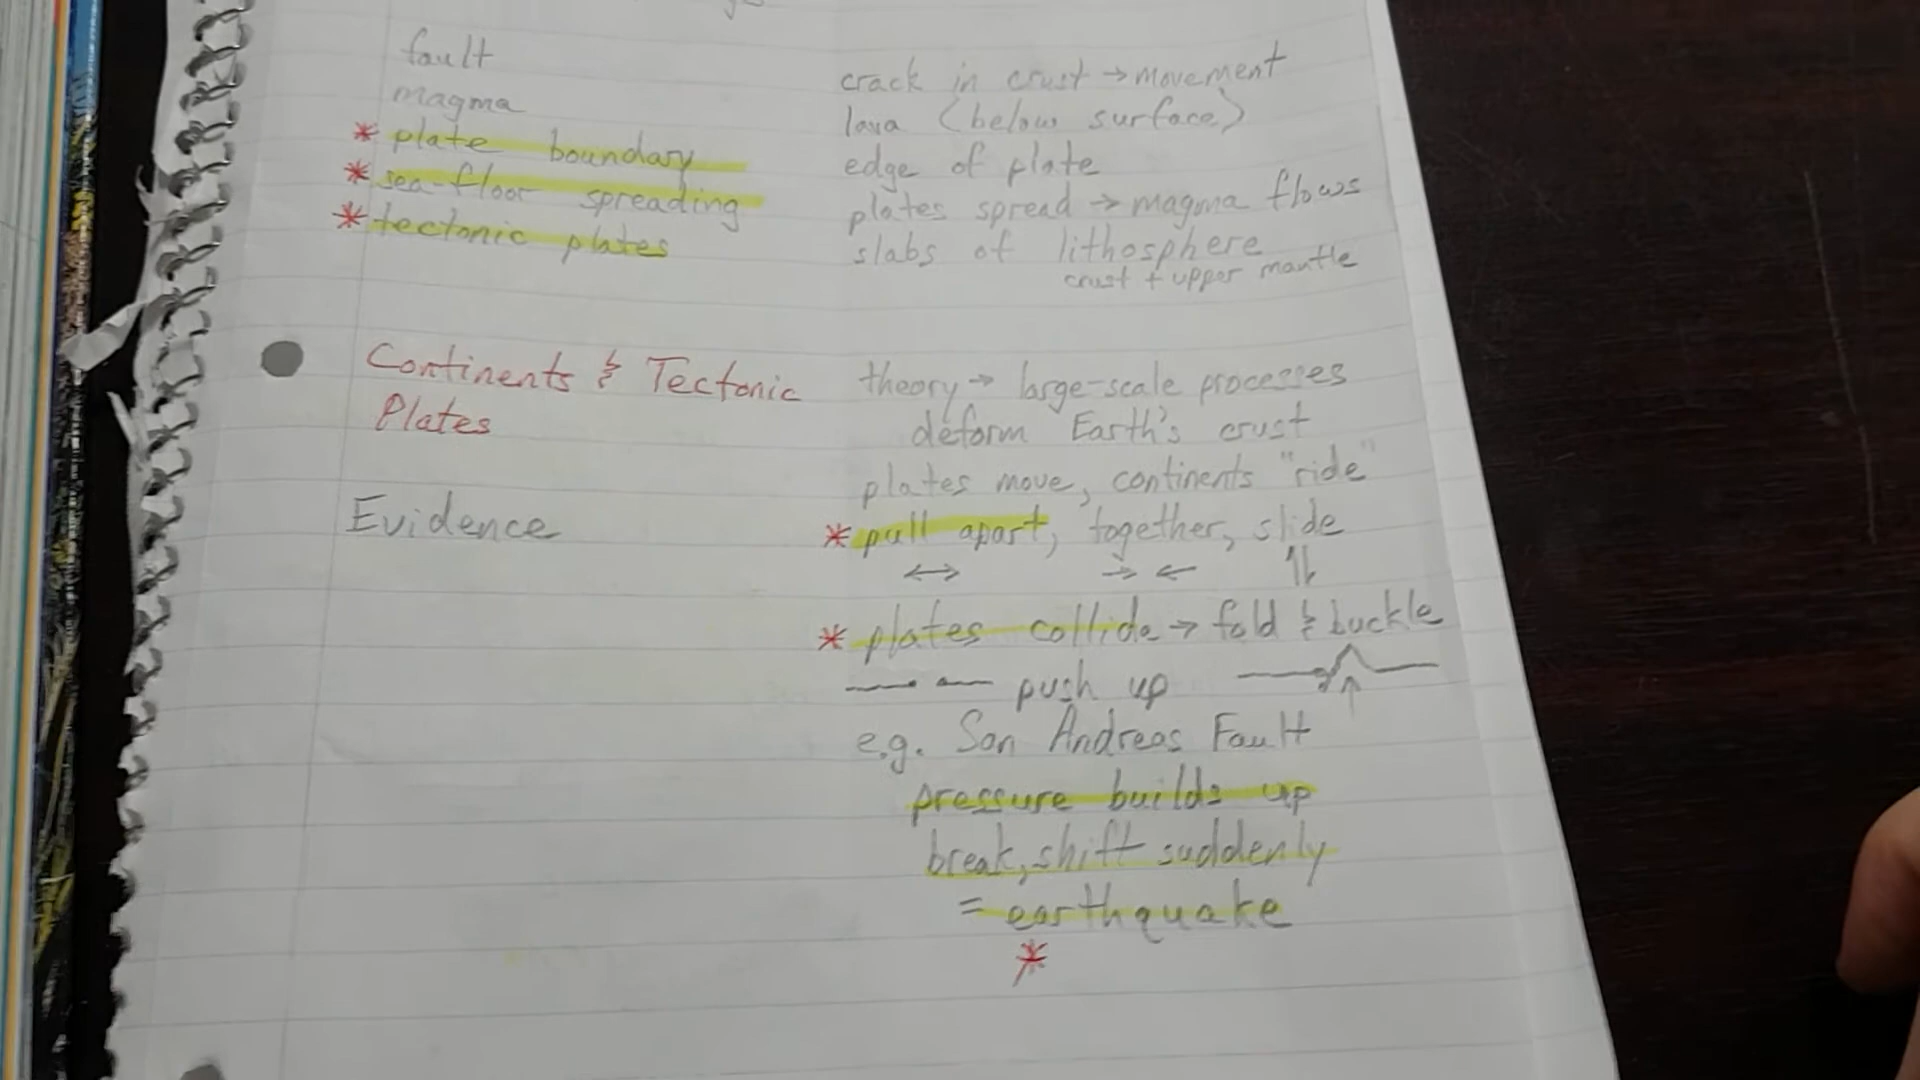 fault
crack in crust → movement
magma
lava (below surface)
* plate boundary
edge of plate
* sea-floor spreading
plates spread → magma flows
* tectonic plates
slabs of lithosphere
crust + upper mantle
Continents & Tectonic
Plates
theory → large-scale processes
deform Earth's crust
plates move, continents "ride"
Evidence
* pull apart, together, slide
↔ → ← ⇅
* plates collide → fold & buckle
push up
e.g. San Andreas Fault
pressure builds up
break, shift suddenly
= earthquake
*